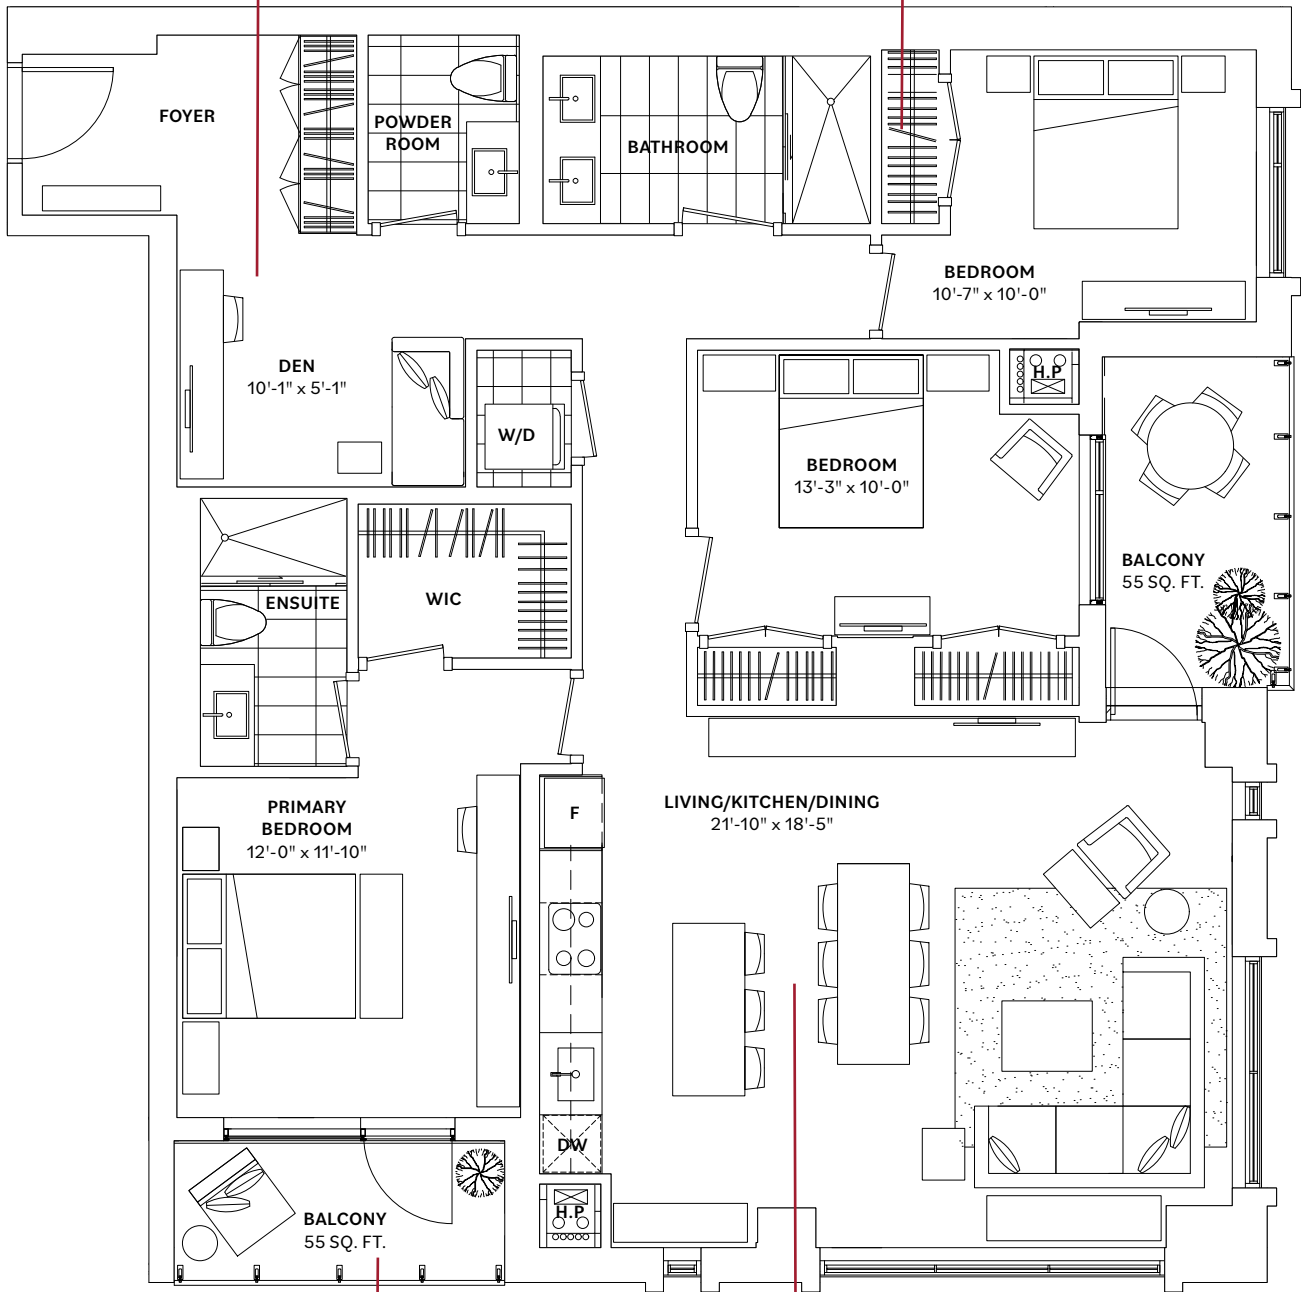 FOYER
POWDER
ROOM
BATHROOM
BEDROOM
10'-7" x 10'-0"
DEN
10'-1" x 5'-1"
W/D
H.P
BEDROOM
13'-3" x 10'-0"
BALCONY
55 SQ. FT.
ENSUITE
WIC
PRIMARY
BEDROOM
12'-0" x 11'-10"
F
LIVING/KITCHEN/DINING
21'-10" x 18'-5"
DW
H.P
BALCONY
55 SQ. FT.